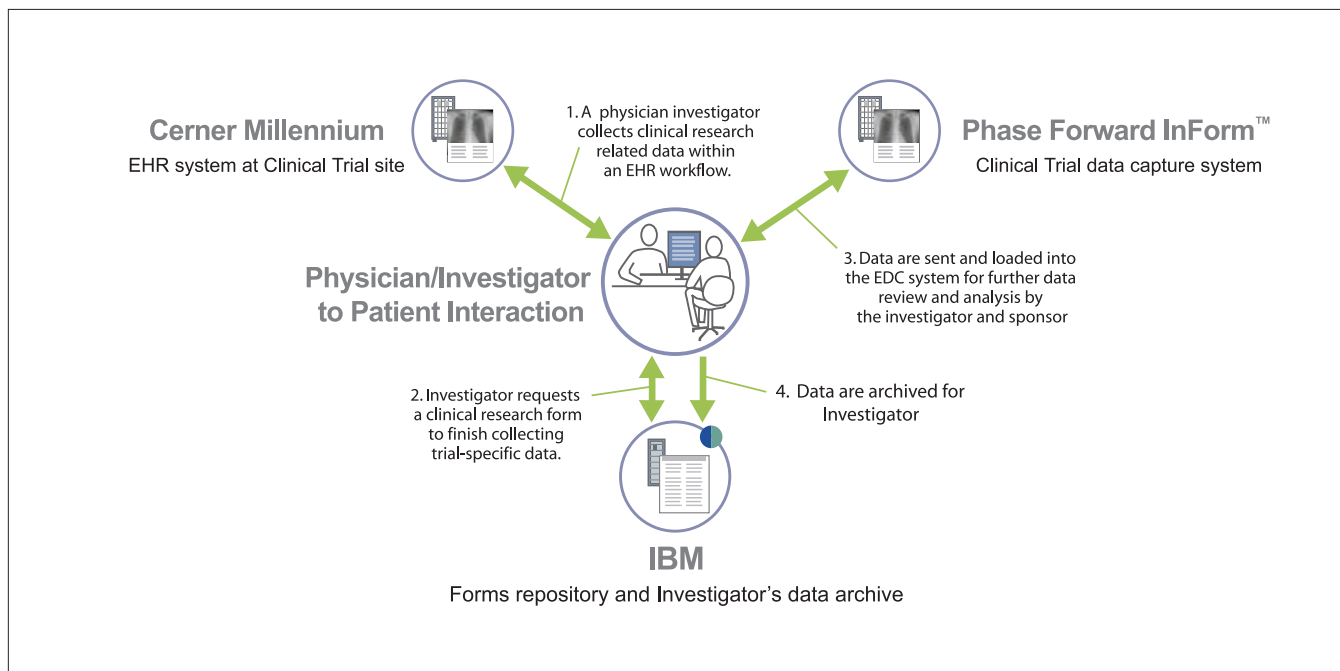 Cerner Millennium
EHR system at Clinical Trial site
1. A physician investigator
collects clinical research
related data within
an EHR workflow.
Phase Forward InForm™
Clinical Trial data capture system
Physician/Investigator
to Patient Interaction
3. Data are sent and loaded into
the EDC system for further data
review and analysis by
the investigator and sponsor
2. Investigator requests
a clinical research form
to finish collecting
trial-specific data.
4. Data are archived for
Investigator
IBM
Forms repository and Investigator’s data archive